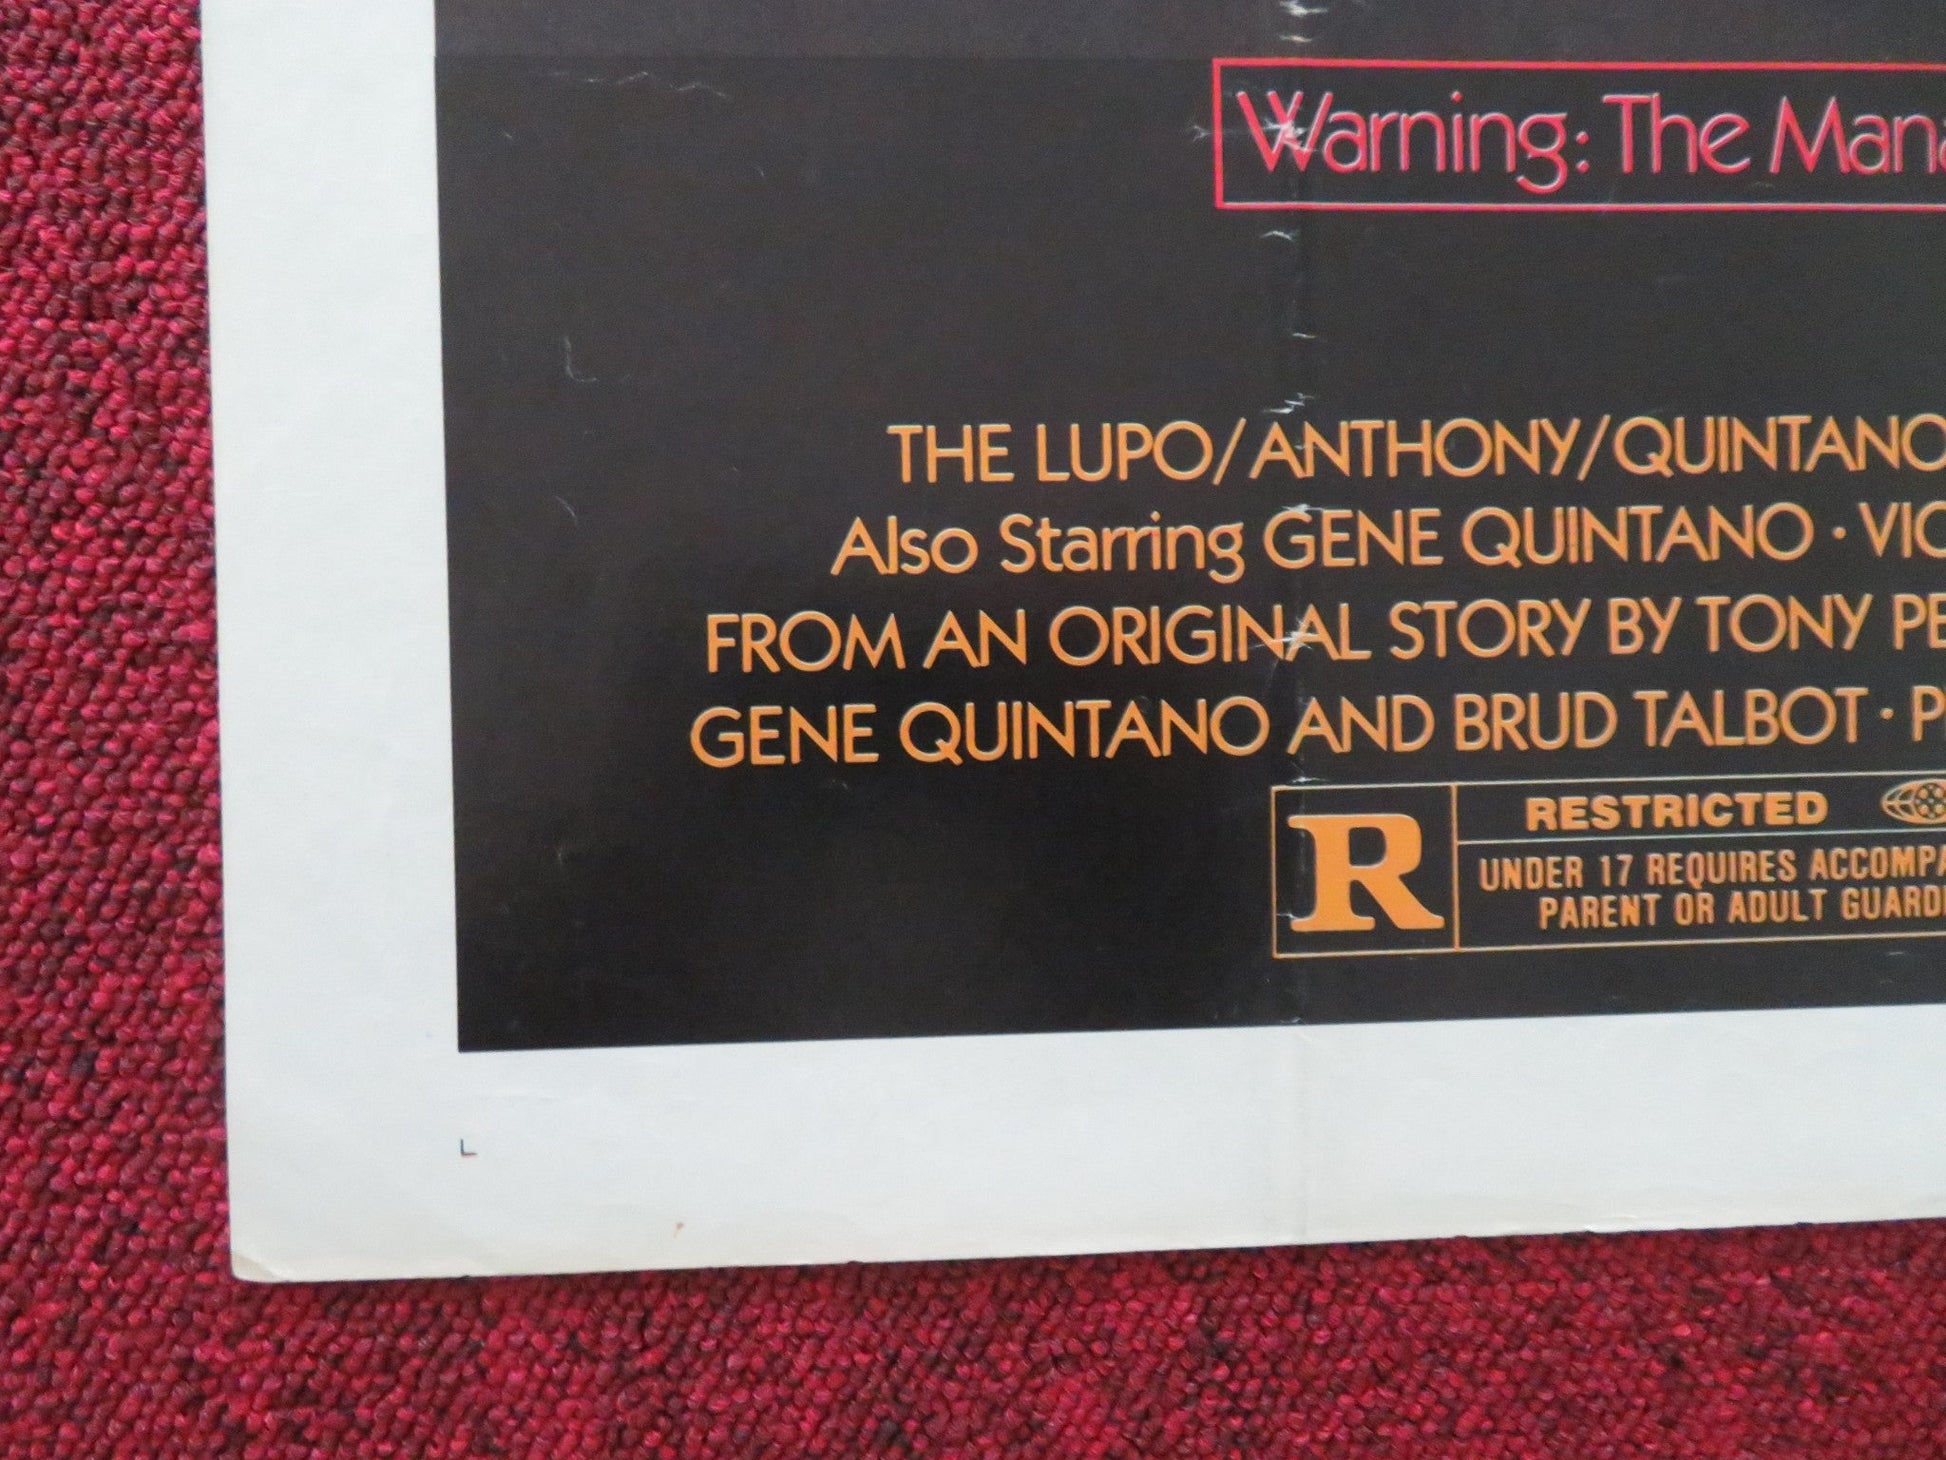 Warning: The Mana
THE LUPO/ANTHONY/QUINTANO
Also Starring GENE QUINTANO · VIC
FROM AN ORIGINAL STORY BY TONY PE
GENE QUINTANO AND BRUD TALBOT · P
R
RESTRICTED
UNDER 17 REQUIRES ACCOMPA
PARENT OR ADULT GUARDI
L